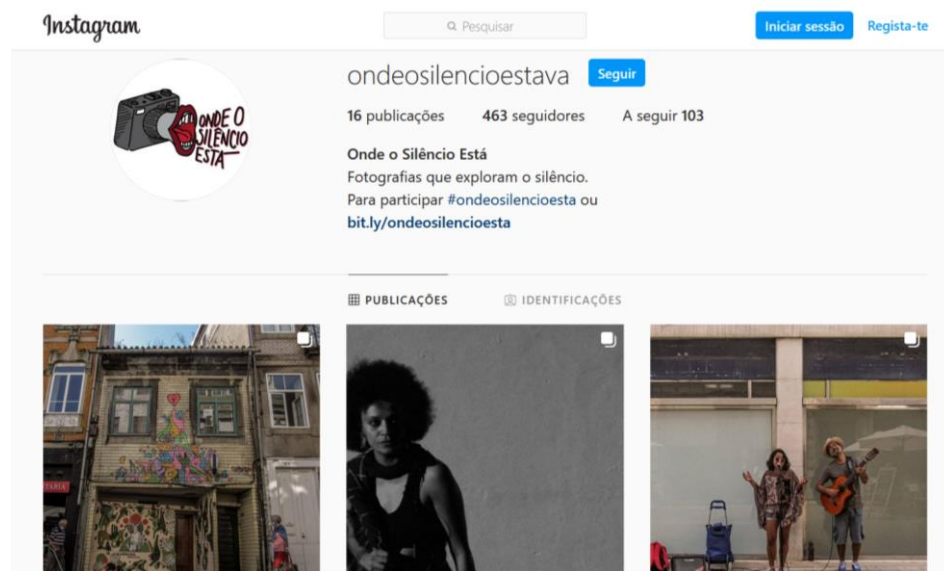 Instagram
Pesquisar
Iniciar sessão
Regista-te
ondeosilencioestava
Seguir
16 publicações 463 seguidores A seguir 103
ONDE O
SILÊNCIO
ESTÁ
Onde o Silêncio Está
Fotografias que exploram o silêncio.
Para participar #ondeosilencioesta ou
bit.ly/ondeosilencioesta
PUBLICAÇÕES
IDENTIFICAÇÕES